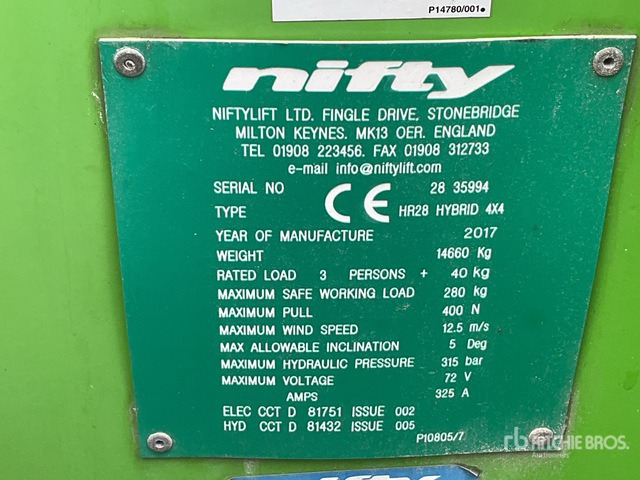 P14780/001
nifty
NIFTYLIFT LTD. FINGLE DRIVE, STONEBRIDGE
MILTON KEYNES. MK13 OER. ENGLAND
TEL 01908 223456. FAX 01908 312733
e-mail info@niftylift.com
SERIAL NO 28 35994
TYPE CE HR28 HYBRID 4X4
YEAR OF MANUFACTURE 2017
WEIGHT 14660 Kg
RATED LOAD 3 PERSONS + 40 kg
MAXIMUM SAFE WORKING LOAD 280 kg
MAXIMUM PULL 400 N
MAXIMUM WIND SPEED 12.5 m/s
MAX ALLOWABLE INCLINATION 5 Deg
MAXIMUM HYDRAULIC PRESSURE 315 bar
MAXIMUM VOLTAGE 72 V
AMPS 325 A
ELEC CCT D 81751 ISSUE 002
HYD CCT D 81432 ISSUE 005
P10805/7
rb RITCHIE BROS.
Auctioneers
nifty